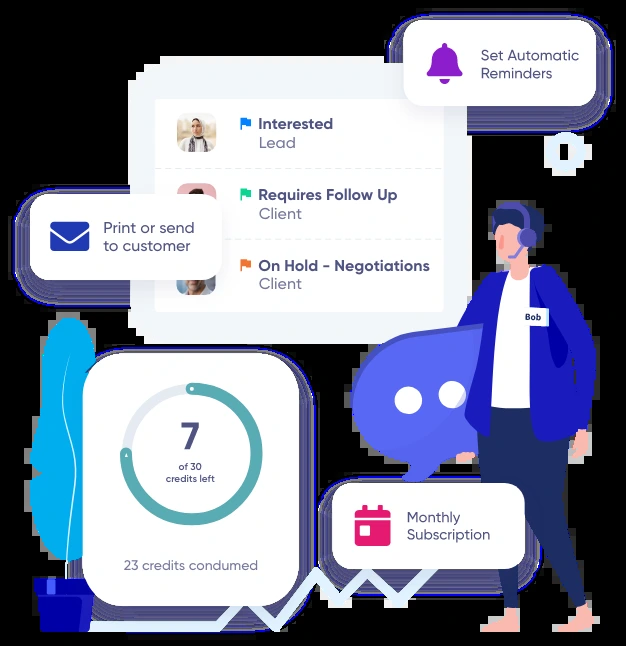 Set Automatic
Reminders
Interested
Lead
Requires Follow Up
Client
Print or send
to customer
On Hold - Negotiations
Client
Bob
7
of 30
credits left
23 credits condumed
Monthly
Subscription